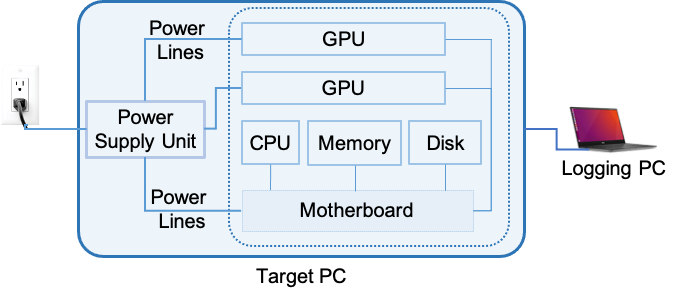 Power
Lines
GPU
GPU
Power
Supply Unit
CPU
Memory
Disk
Logging PC
Power
Lines
Motherboard
Target PC